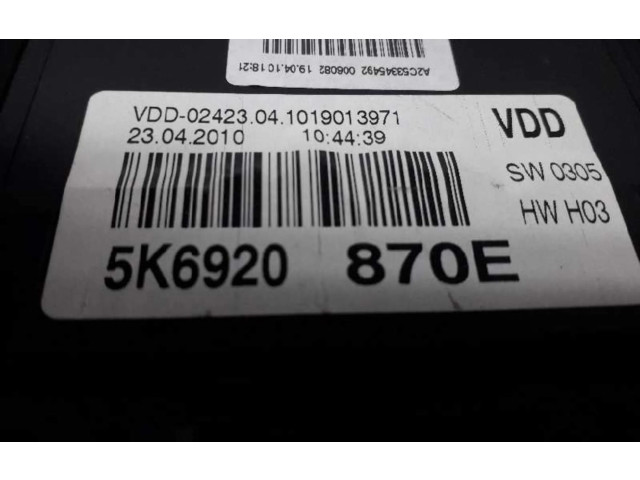 A2C53345492 006082 19.04.10 18:21
VDD-02423.04.1019013971
23.04.2010 10:44:39
VDD
SW 0305
HW H03
5K6920 870E